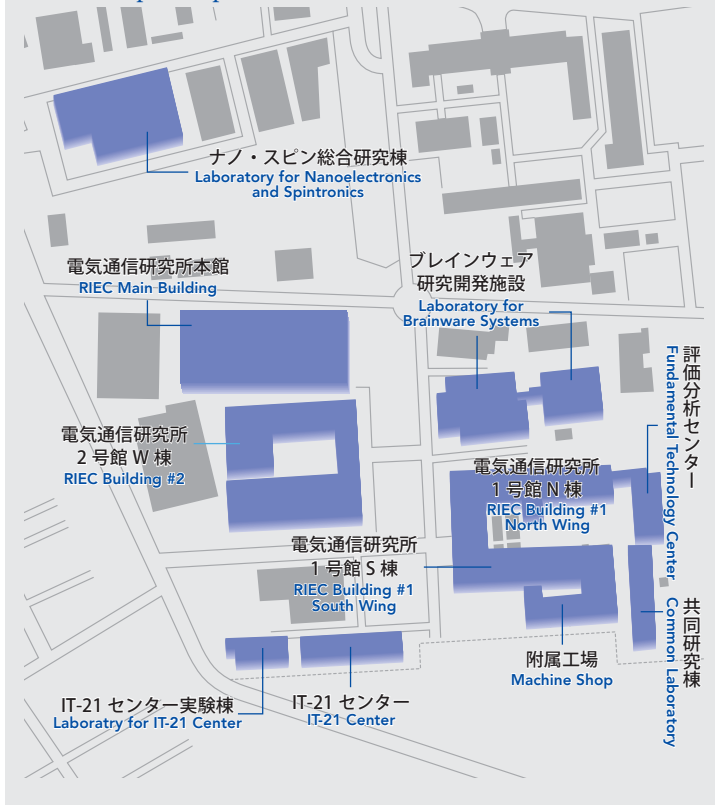 ナノ・スピン総合研究棟
Laboratory for Nanoelectronics
and Spintronics
電気通信研究所本館
RIEC Main Building
ブレインウェア
研究開発施設
Laboratory for
Brainware Systems
評価分析センター
Fundamental Technology Center
電気通信研究所
2 号館 W 棟
RIEC Building #2
電気通信研究所
1 号館 N 棟
RIEC Building #1
North Wing
電気通信研究所
1 号館 S 棟
RIEC Building #1
South Wing
共同研究棟
Common Laboratory
附属工場
Machine Shop
IT-21 センター実験棟
Laboratry for IT-21 Center
IT-21 センター
IT-21 Center